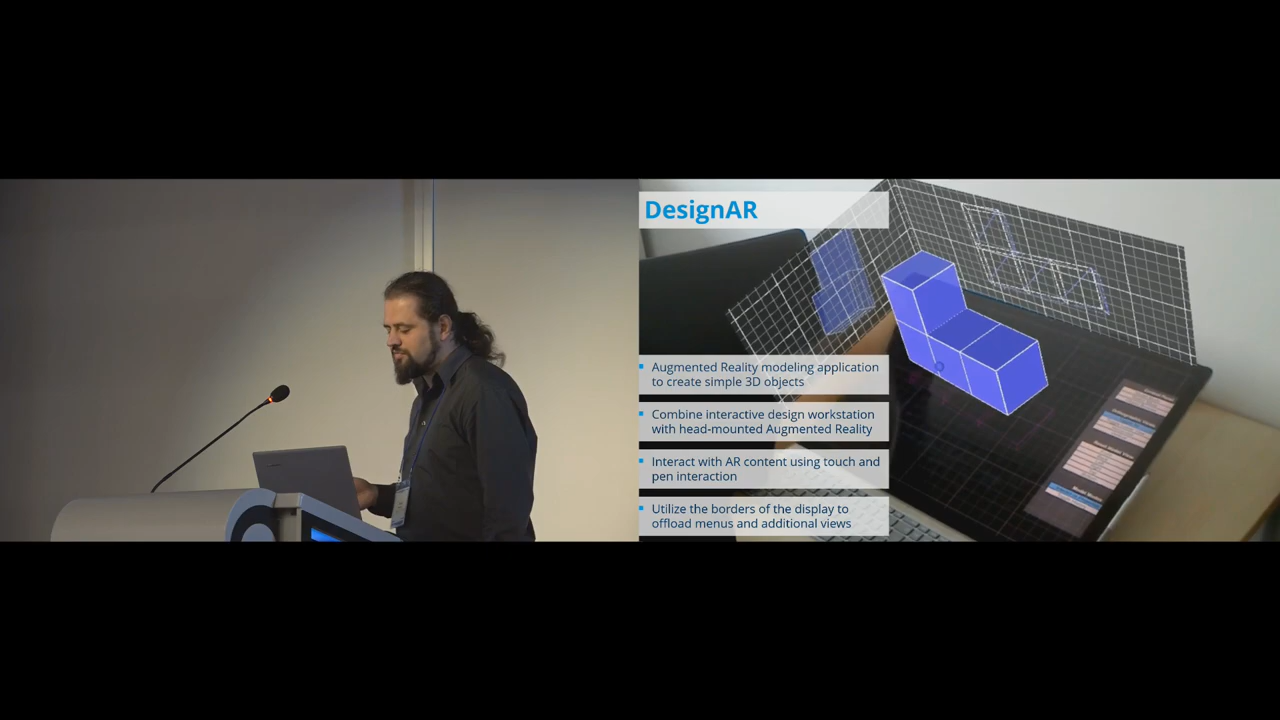 DesignAR
Augmented Reality modeling application
to create simple 3D objects
Combine interactive design workstation
with head-mounted Augmented Reality
Interact with AR content using touch and
pen interaction
Utilize the borders of the display to
offload menus and additional views